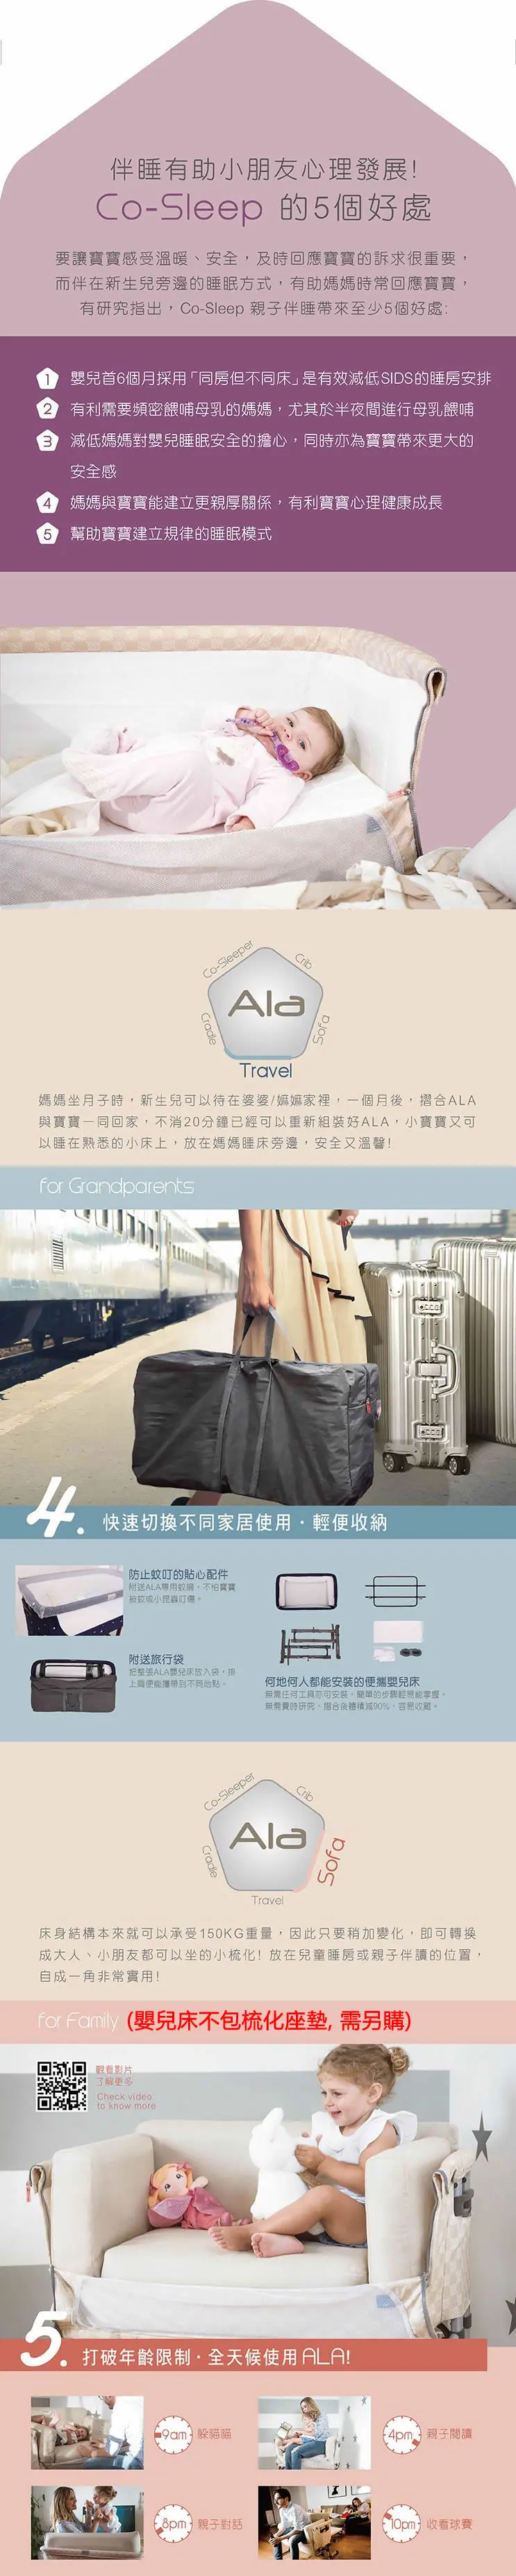 伴睡有助小朋友心理發展!
Co-Sleep 的5個好處
要讓寶寶感受溫暖、安全，及時回應寶寶的訴求很重要，
而伴在新生兒旁邊的睡眠方式，有助媽媽時常回應寶寶，
有研究指出，Co-Sleep 親子伴睡帶來至少5個好處:
1 嬰兒首6個月採用「同房但不同床」是有效減低SIDS的睡房安排
2 有利需要頻密餵哺母乳的媽媽，尤其於半夜間進行母乳餵哺
3 減低媽媽對嬰兒睡眠安全的擔心，同時亦為寶寶帶來更大的
安全感
4 媽媽與寶寶能建立更親厚關係，有利寶寶心理健康成長
5 幫助寶寶建立規律的睡眠模式
Co-Sleeper
Crib
Cradle
Ala
Sofa
Travel
媽媽坐月子時，新生兒可以待在婆婆/嫲嫲家裡，一個月後，摺合ALA
與寶寶一同回家，不消20分鐘已經可以重新組裝好ALA，小寶寶又可
以睡在熟悉的小床上，放在媽媽睡床旁邊，安全又溫馨!
for Grandparents
4. 快速切換不同家居使用・輕便收納
防止蚊叮的貼心配件
附送ALA專用蚊網，不怕寶寶
被蚊或小昆蟲叮傷。
附送旅行袋
把整張ALA嬰兒床放入袋，掛
上肩便能攜帶到不同地點。
何地何人都能安裝的便攜嬰兒床
無需任何工具亦可安裝，簡單的步驟輕易能掌握，
無需費時研究，摺合後體積減90%，容易收藏。
Co-Sleeper
Crib
Cradle
Ala
Sofa
Travel
床身結構本來就可以承受150KG重量，因此只要稍加變化，即可轉換
成大人、小朋友都可以坐的小梳化! 放在兒童睡房或親子伴讀的位置，
自成一角非常實用!
for Family (嬰兒床不包梳化座墊, 需另購)
觀看影片
了解更多
Check video
to know more
5. 打破年齡限制・全天候使用ALA!
9am 躲貓貓
4pm 親子閱讀
8pm 親子對話
10pm 收看球賽